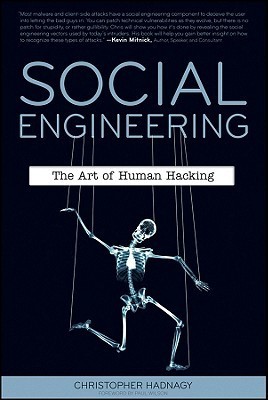 "Most malware and client-side attacks have a social engineering component to deceive the user
into letting the bad guys in. You can patch technical vulnerabilities as they evolve, but there is no
patch for stupidity, or rather gullibility. Chris will show you how it's done by revealing the social
engineering vectors used by today's intruders. His book will help you gain better insight on how
to recognize these types of attacks." —Kevin Mitnick, Author, Speaker, and Consultant
SOCIAL
ENGINEERING
The Art of Human Hacking
CHRISTOPHER HADNAGY
FOREWORD BY PAUL WILSON